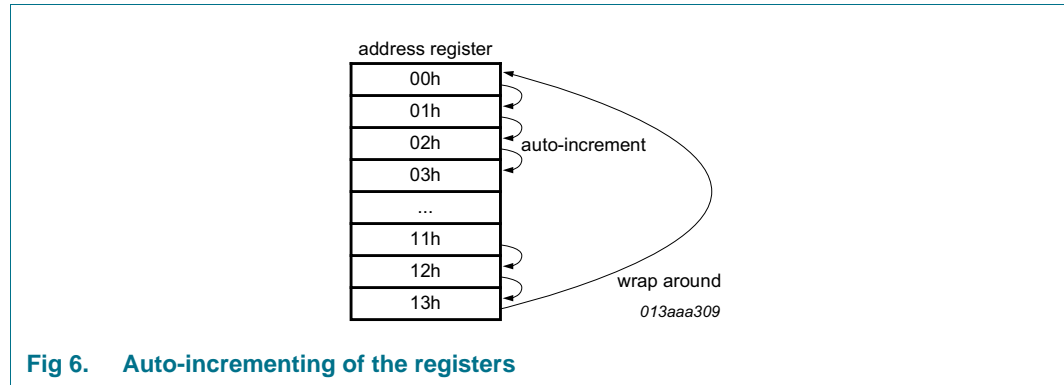 address register
00h
01h
02h
auto-increment
03h
...
11h
12h
wrap around
13h
013aaa309
Fig 6. Auto-incrementing of the registers